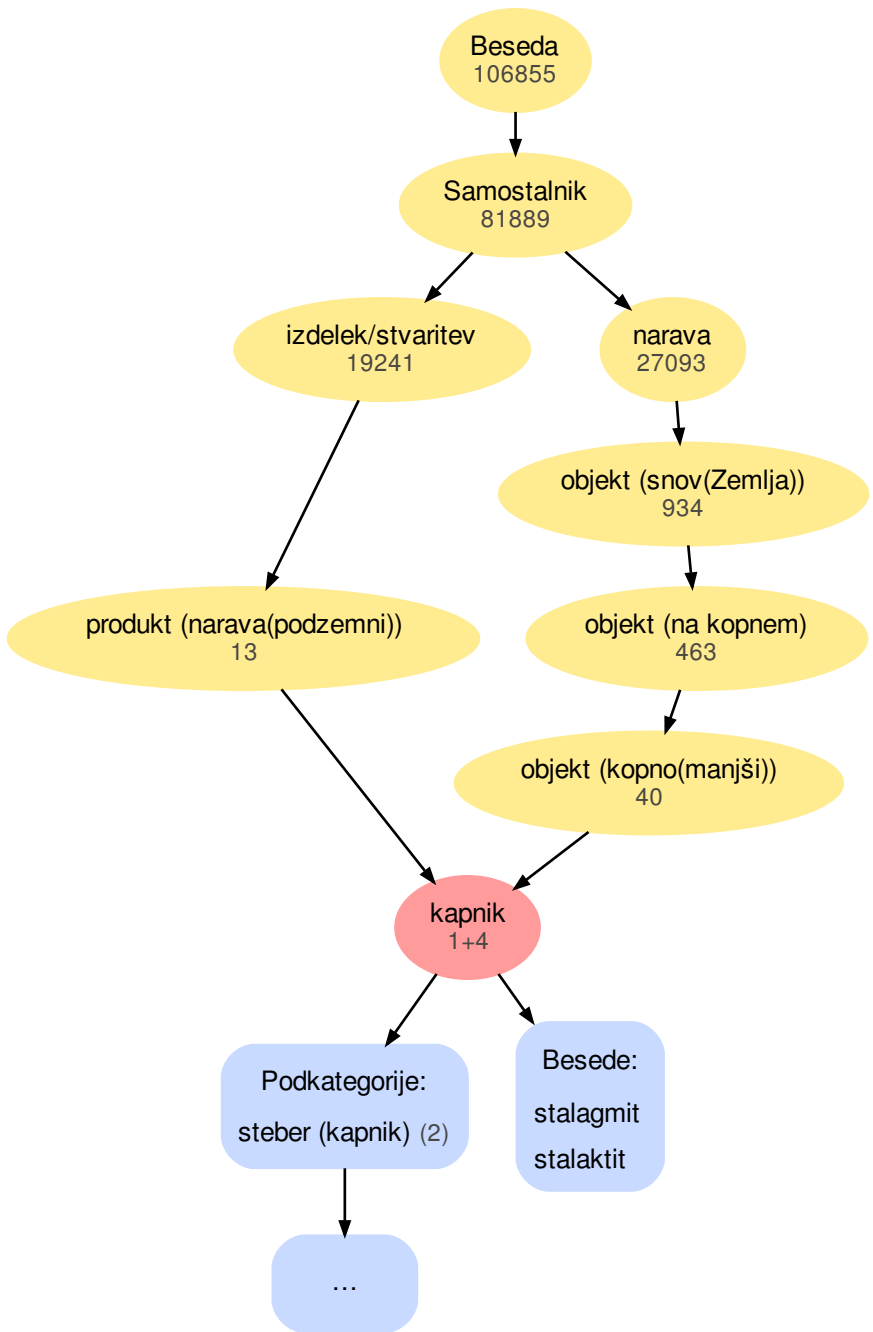 Beseda
106855
Samostalnik
81889
izdelek/stvaritev
19241
narava
27093
objekt (snov(Zemlja))
934
produkt (narava(podzemni))
13
objekt (na kopnem)
463
objekt (kopno(manjši))
40
kapnik
1+4
Podkategorije:
steber (kapnik) (2)
Besede:
stalagmit
stalaktit
...